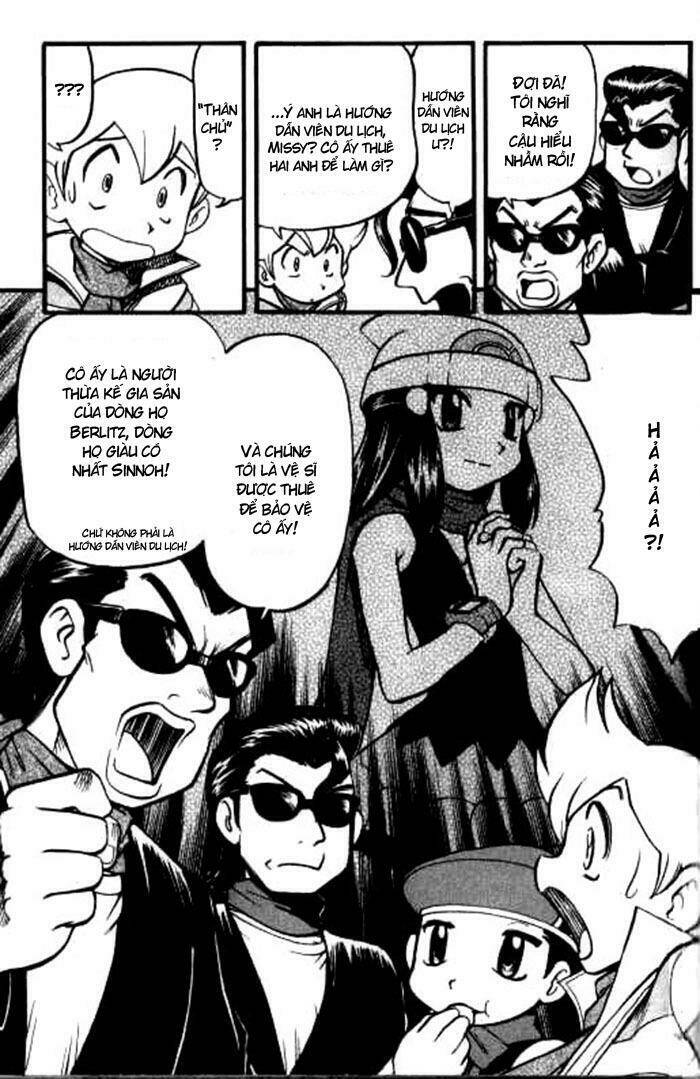 ĐỢI ĐÃ!
TÔI NGHĨ
RẰNG
CẬU HIỂU
NHẦM RỒI!
HƯỚNG
DẪN VIÊN
DU LỊCH
Ư?!
...Ý ANH LÀ HƯỚNG
DẪN VIÊN DU LỊCH,
MISSY? CÔ ẤY THUÊ
HAI ANH ĐỂ LÀM GÌ?
"THÂN
CHỦ"
?
???
HẢẢẢẢ?!
VÀ CHÚNG
TÔI LÀ VỆ SĨ
ĐƯỢC THUÊ
ĐỂ BẢO VỆ
CÔ ẤY!
CÔ ẤY LÀ NGƯỜI
THỪA KẾ GIA SẢN
CỦA DÒNG HỌ
BERLITZ, DÒNG
HỌ GIÀU CÓ
NHẤT SINNOH!
CHỨ KHÔNG PHẢI LÀ
HƯỚNG DẪN VIÊN DU LỊCH!